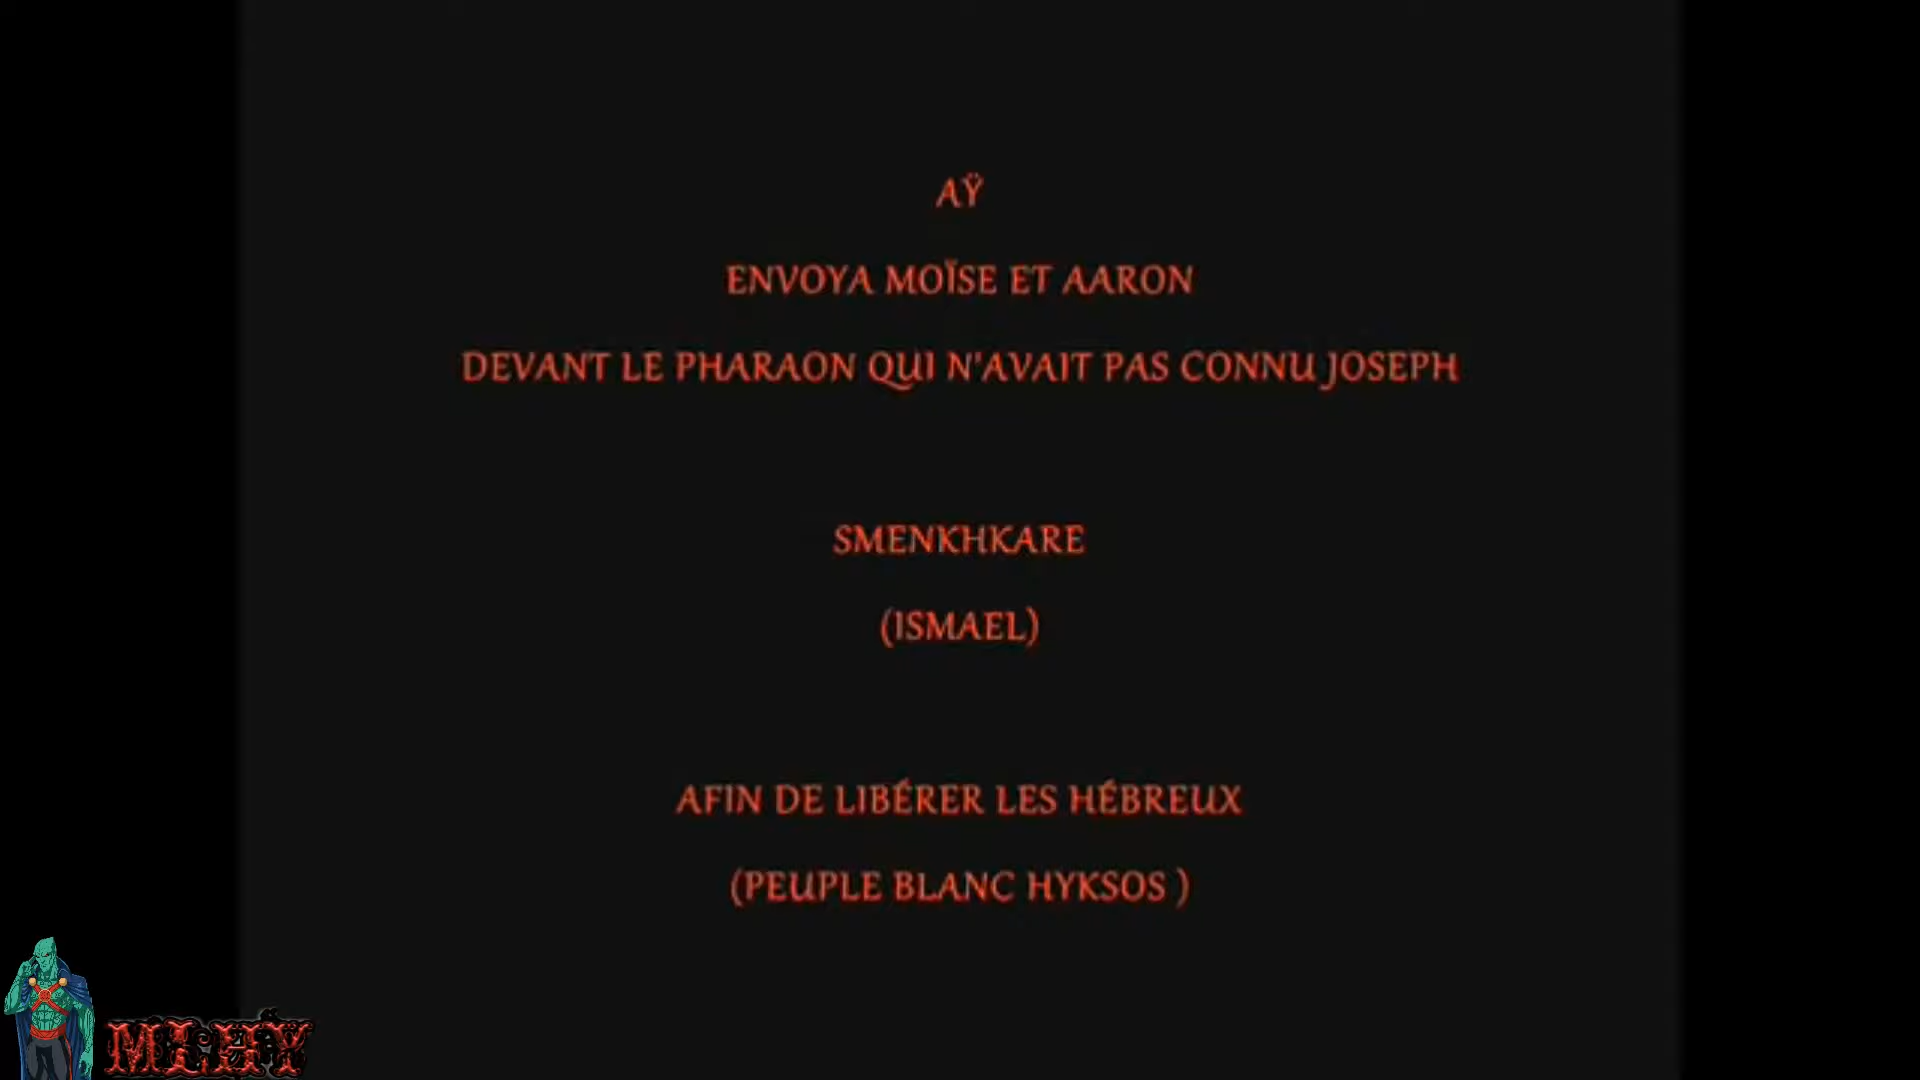 AŸ
ENVOYA MOÏSE ET AARON
DEVANT LE PHARAON QUI N'AVAIT PAS CONNU JOSEPH
SMENKHKARE
(ISMAEL)
AFIN DE LIBÉRER LES HÉBREUX
(PEUPLE BLANC HYKSOS )